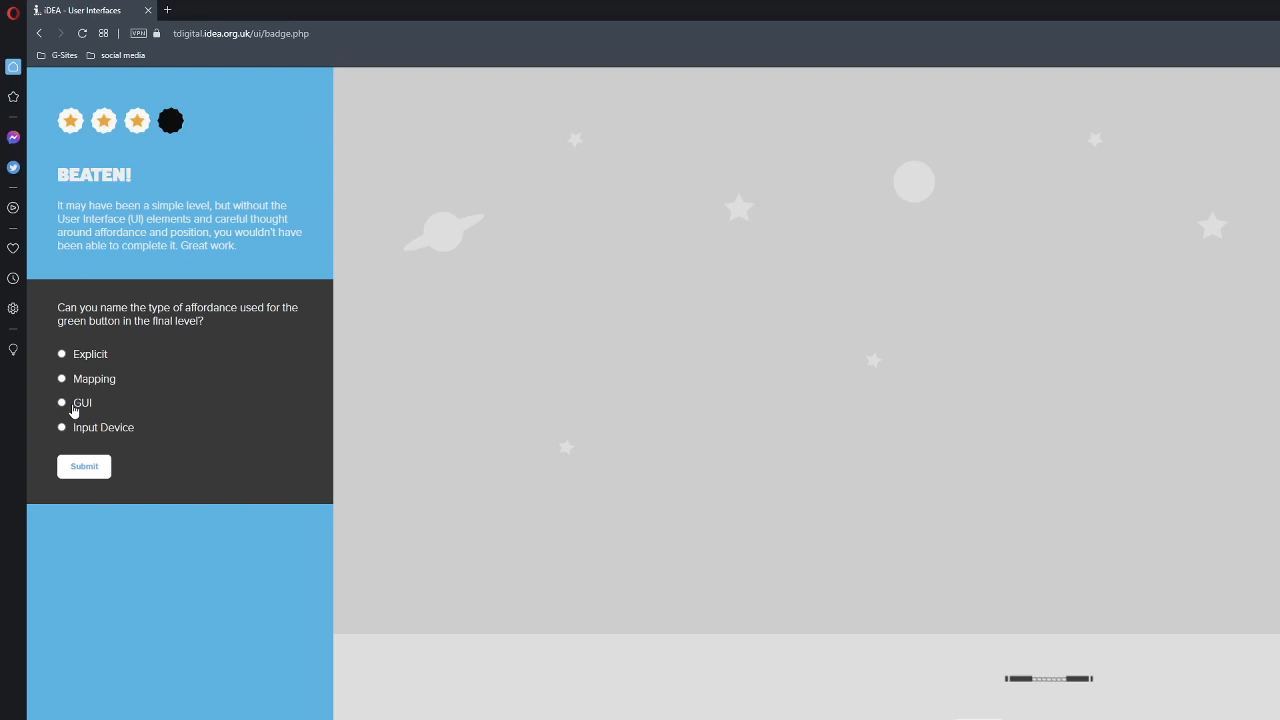 iDEA - User Interfaces
VPN
tdigital.idea.org.uk/ui/badge.php
G-Sites
social media
BEATEN!
It may have been a simple level, but without the
User Interface (UI) elements and careful thought
around affordance and position, you wouldn't have
been able to complete it. Great work.
Can you name the type of affordance used for the
green button in the final level?
Explicit
Mapping
GUI
Input Device
Submit